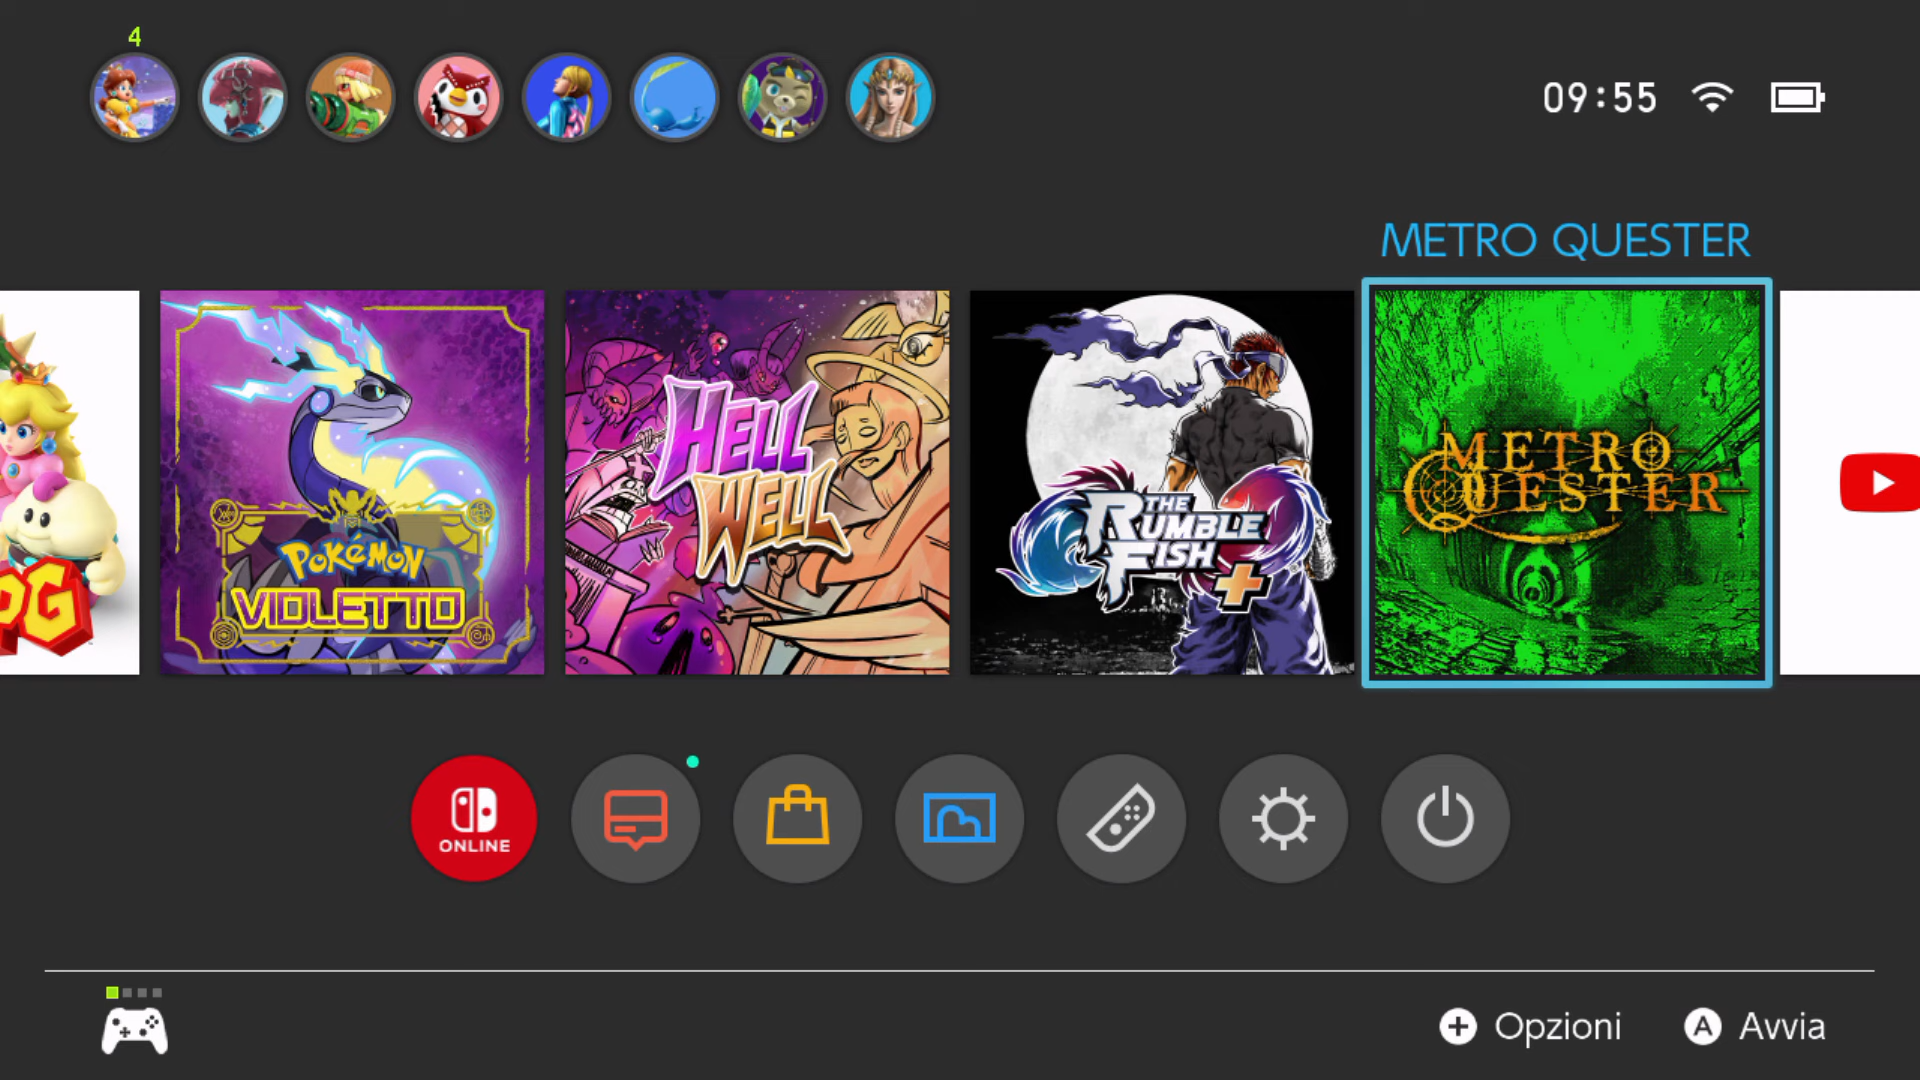 4
09:55
METRO QUESTER
POKÉMON
VIOLETTO
HELL
WELL
THE
RUMBLE
FISH
+
METRO
QUESTER
PG
ONLINE
Opzioni
A Avvia